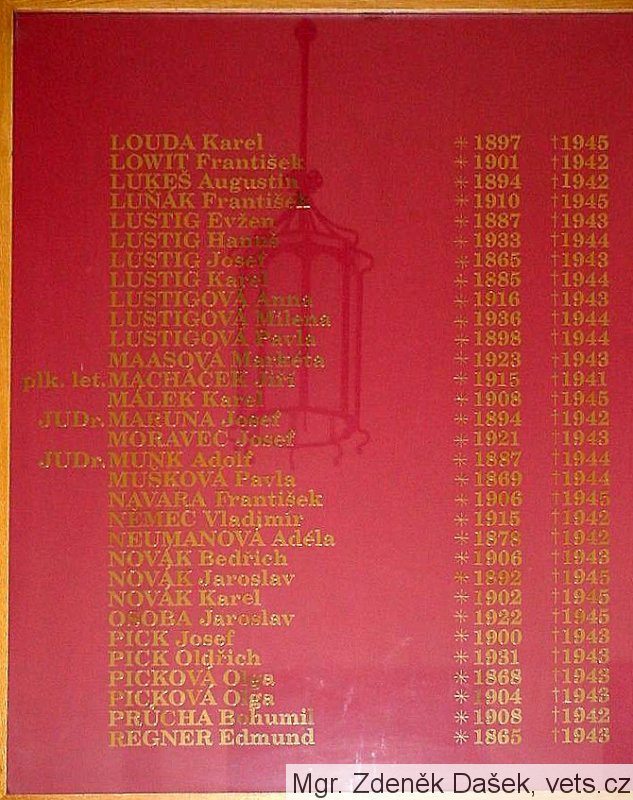 LOUDA Karel * 1897 †1945
LOWIT František * 1901 †1942
LUKEŠ Augustin * 1894 †1942
LUŇÁK František * 1910 †1945
LUSTIG Evžen * 1887 †1943
LUSTIG Hanuš * 1933 †1944
LUSTIG Josef * 1865 †1943
LUSTIG Karel * 1885 †1944
LUSTIGOVÁ Anna * 1916 †1943
LUSTIGOVÁ Milena * 1936 †1944
LUSTIGOVÁ Pavla * 1898 †1944
MAASOVÁ Markéta * 1923 †1943
plk. let. MACHÁČEK Jiří * 1915 †1941
MÁLEK Karel * 1908 †1945
JUDr. MARUNA Josef * 1894 †1942
MORAVEC Josef * 1921 †1943
JUDr. MUNK Adolf * 1887 †1944
MUŠKOVÁ Pavla * 1869 †1944
NAVARA František * 1906 †1945
NĚMEC Vladimír * 1915 †1942
NEUMANOVÁ Adéla * 1878 †1942
NOVÁK Bedřich * 1906 †1943
NOVÁK Jaroslav * 1892 †1945
NOVÁK Karel * 1902 †1945
OSOBA Jaroslav * 1922 †1945
PICK Josef * 1900 †1943
PICK Oldřich * 1931 †1943
PICKOVÁ Olga * 1868 †1943
PICKOVÁ Olga * 1904 †1943
PRŮCHA Bohumil * 1908 †1942
REGNER Edmund * 1865 †1943
Mgr. Zdeněk Dašek, vets.cz